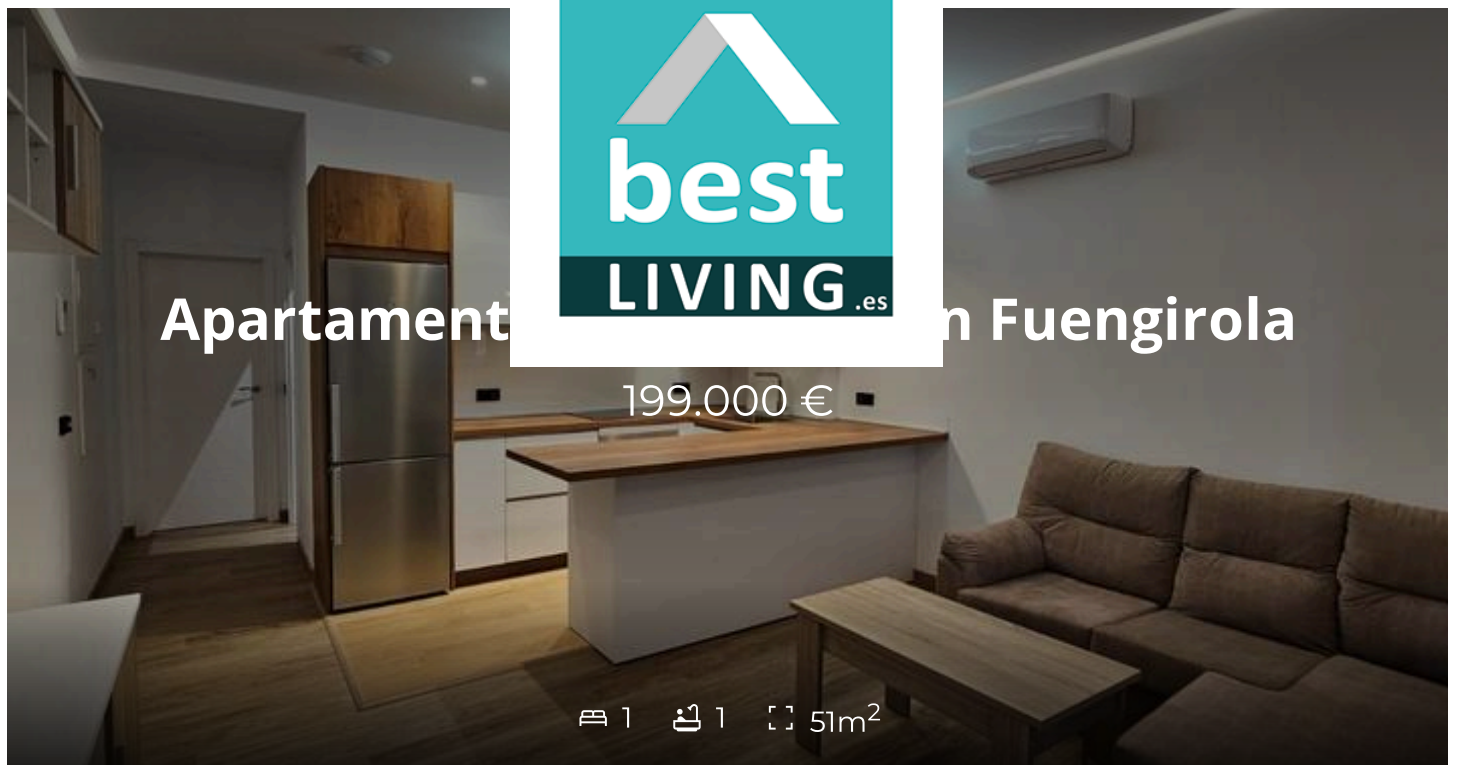 best
LIVING.es
Apartament n Fuengirola
199.000 €
1 1 51m²